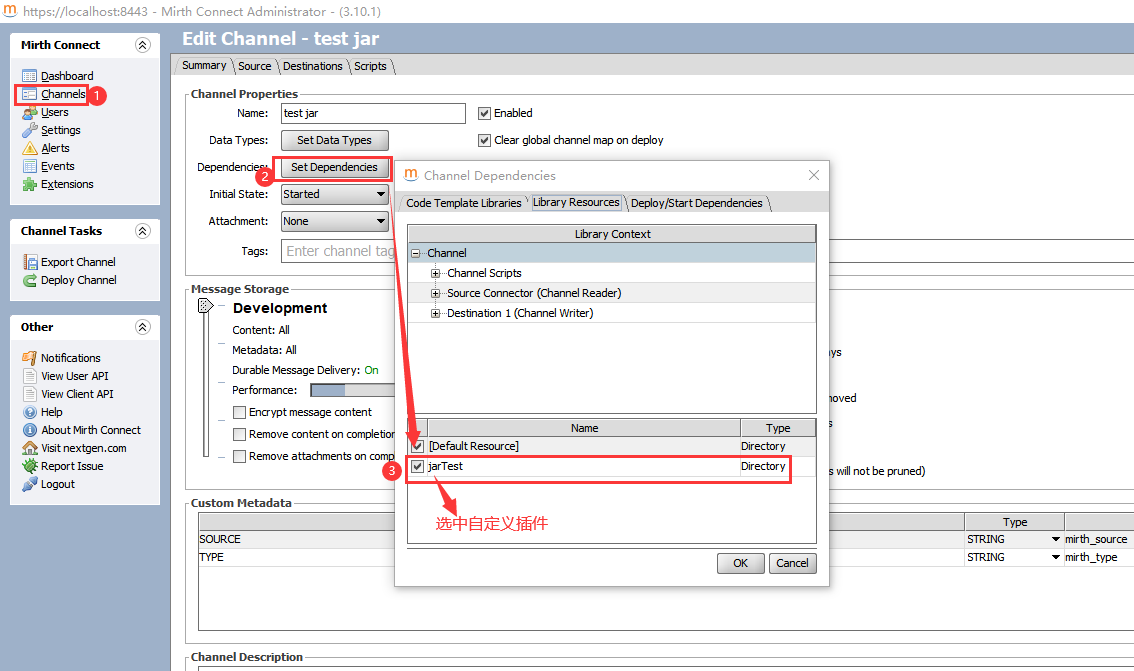 https://localhost:8443 - Mirth Connect Administrator - (3.10.1)
Mirth Connect
Dashboard
Channels 1
Users
Settings
Alerts
Events
Extensions
Channel Tasks
Export Channel
Deploy Channel
Other
Notifications
View User API
View Client API
Help
About Mirth Connect
Visit nextgen.com
Report Issue
Logout
Edit Channel - test jar
Summary Source Destinations Scripts
Channel Properties
Name: test jar Enabled
Data Types: Set Data Types Clear global channel map on deploy
Dependencies: 2 Set Dependencies
Initial State: Started
Attachment: None
Tags: Enter channel tag
Message Storage
Development
Content: All
Metadata: All
Durable Message Delivery: On
Performance:
Encrypt message content
Remove content on completion
Remove attachments on comp
ys
moved
s
s will not be pruned)
Channel Dependencies
Code Template Libraries Library Resources Deploy/Start Dependencies
Library Context
Channel
Channel Scripts
Source Connector (Channel Reader)
Destination 1 (Channel Writer)
Name Type
[Default Resource] Directory
3 jarTest Directory
选中自定义插件
OK Cancel
Custom Metadata
Type
SOURCE STRING mirth_source
TYPE STRING mirth_type
Channel Description